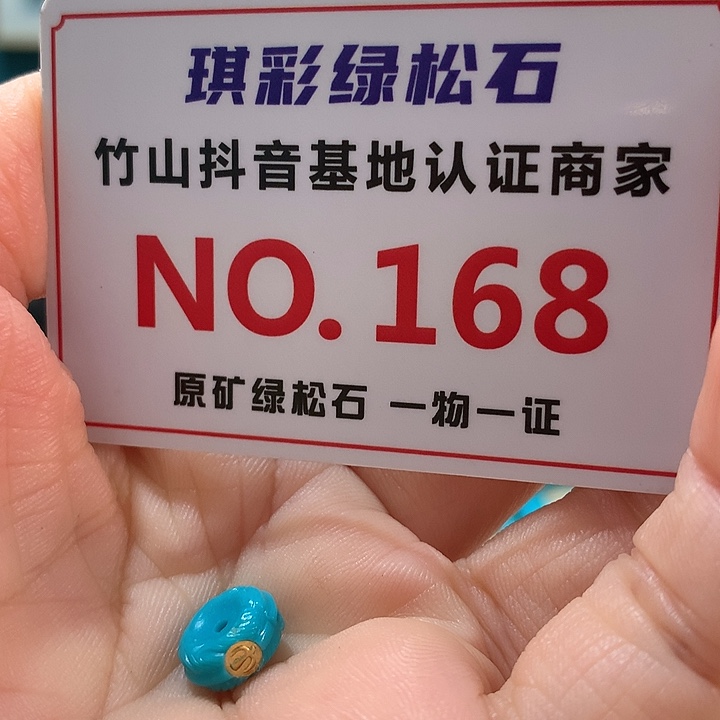 琪彩绿松石
竹山抖音基地认证商家
NO.168
原矿绿松石 一物一证